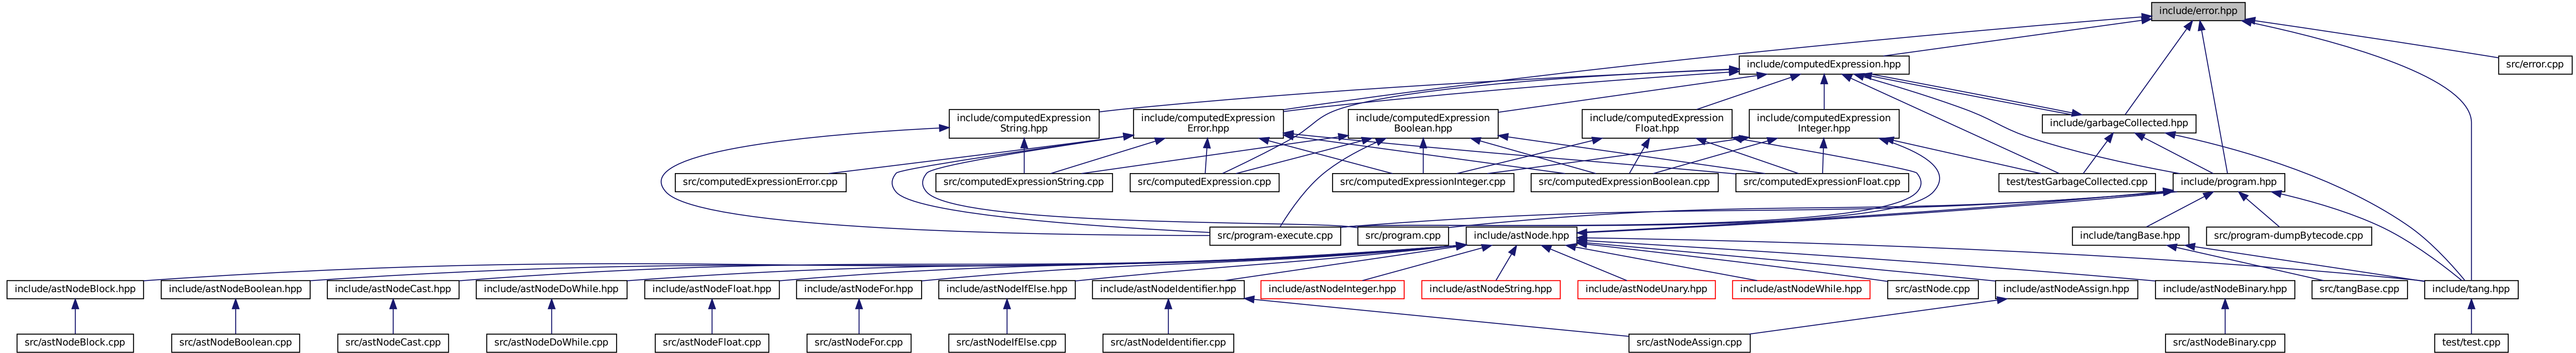 include/error.hpp
include/computedExpression.hpp
src/error.cpp
include/computedExpression
String.hpp
include/computedExpression
Error.hpp
include/computedExpression
Boolean.hpp
include/computedExpression
Float.hpp
include/computedExpression
Integer.hpp
include/garbageCollected.hpp
src/computedExpressionError.cpp
src/computedExpressionString.cpp
src/computedExpression.cpp
src/computedExpressionInteger.cpp
src/computedExpressionBoolean.cpp
src/computedExpressionFloat.cpp
test/testGarbageCollected.cpp
include/program.hpp
src/program-execute.cpp
src/program.cpp
include/astNode.hpp
include/tangBase.hpp
src/program-dumpBytecode.cpp
include/astNodeBlock.hpp
include/astNodeBoolean.hpp
include/astNodeCast.hpp
include/astNodeDoWhile.hpp
include/astNodeFloat.hpp
include/astNodeFor.hpp
include/astNodeIfElse.hpp
include/astNodeIdentifier.hpp
include/astNodeInteger.hpp
include/astNodeString.hpp
include/astNodeUnary.hpp
include/astNodeWhile.hpp
src/astNode.cpp
include/astNodeAssign.hpp
include/astNodeBinary.hpp
src/tangBase.cpp
include/tang.hpp
src/astNodeBlock.cpp
src/astNodeBoolean.cpp
src/astNodeCast.cpp
src/astNodeDoWhile.cpp
src/astNodeFloat.cpp
src/astNodeFor.cpp
src/astNodeIfElse.cpp
src/astNodeIdentifier.cpp
src/astNodeAssign.cpp
src/astNodeBinary.cpp
test/test.cpp